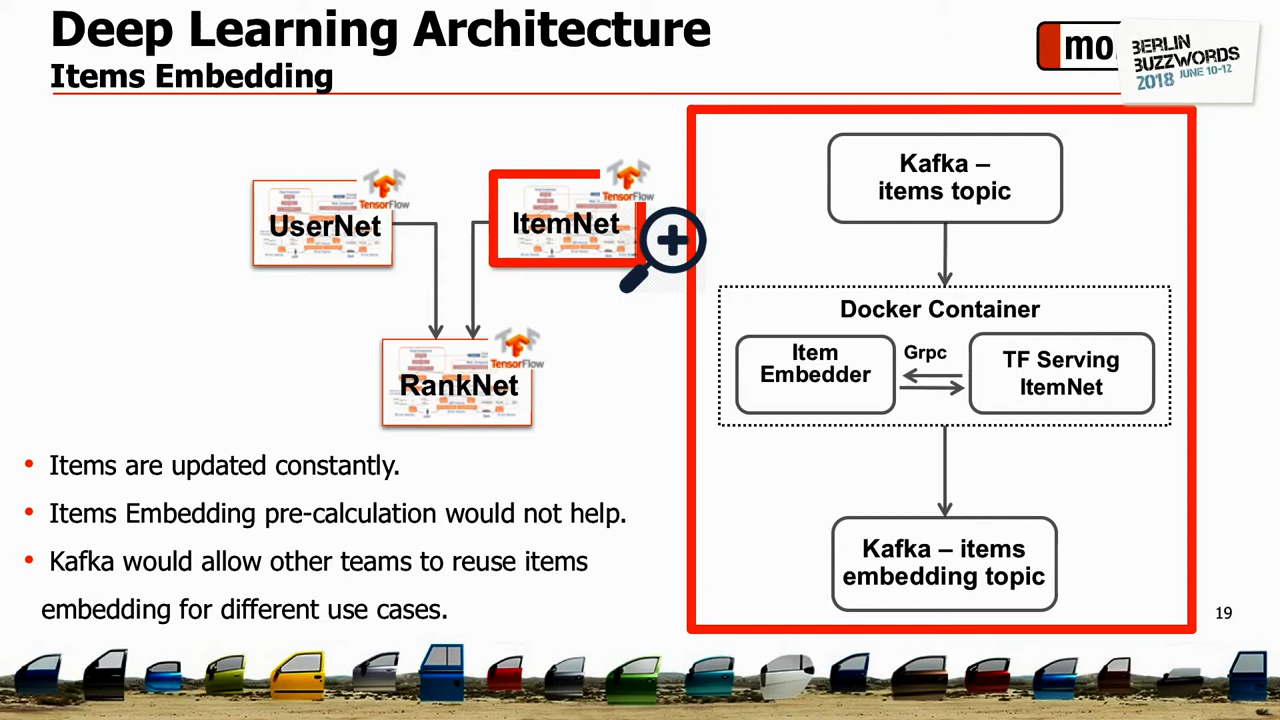 Deep Learning Architecture
Items Embedding
mo
BERLIN
BUZZWORDS
2018 JUNE 10-12
UserNet
TensorFlow
ItemNet
TensorFlow
RankNet
TensorFlow
Kafka –
items topic
Docker Container
Item
Embedder
Grpc
TF Serving
ItemNet
Kafka – items
embedding topic
• Items are updated constantly.
• Items Embedding pre-calculation would not help.
• Kafka would allow other teams to reuse items
embedding for different use cases.
19